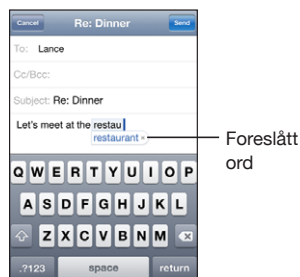 Cancel Re: Dinner Send
To: Lance
Cc/Bcc:
Subject: Re: Dinner
Let's meet at the restau
restaurant ×
Foreslått
ord
Q W E R T Y U I O P
A S D F G H J K L
Z X C V B N M
.?123 space return